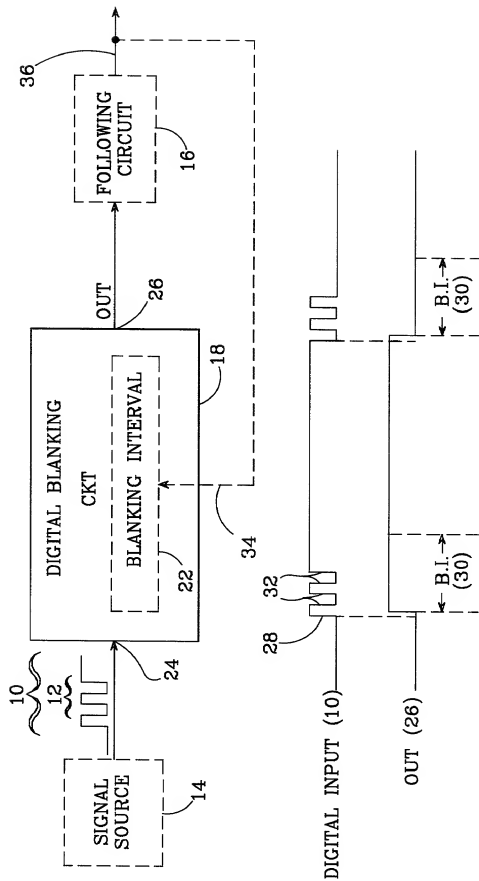 10
12
SIGNAL
SOURCE
14
24
DIGITAL BLANKING
CKT
BLANKING INTERVAL
22
18
34
OUT
26
FOLLOWING
CIRCUIT
16
36
DIGITAL INPUT (10)
28
32
OUT (26)
B.I.
(30)
B.I.
(30)